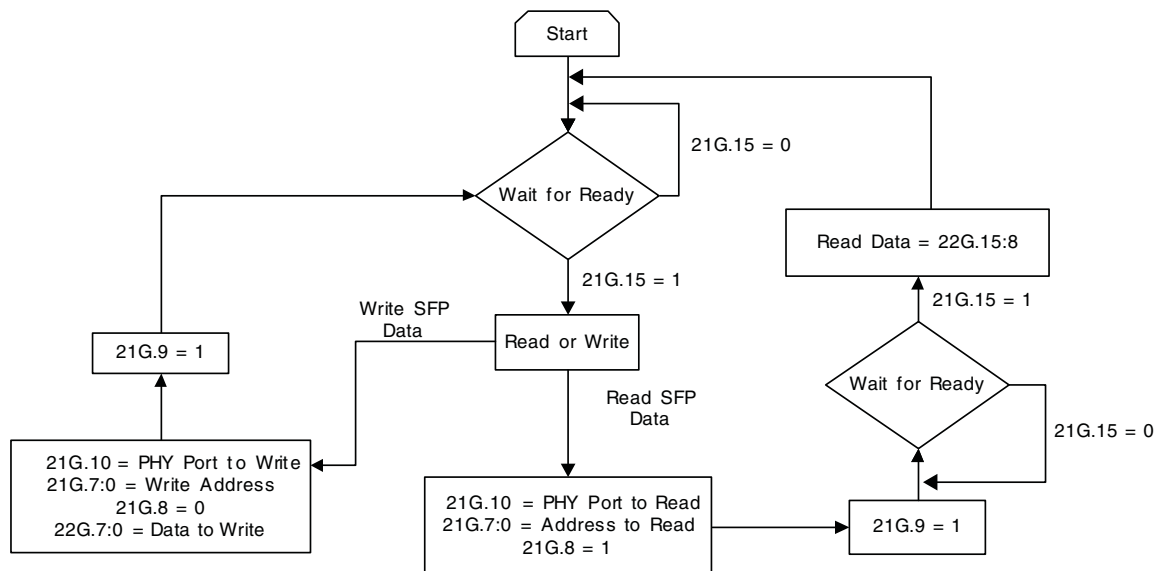 Start
21G.15 = 0
Wait for Ready
Read Data = 22G.15:8
21G.15 = 1
21G.15 = 1
Write SFP
Data
Read or Write
21G.9 = 1
Wait for Ready
Read SFP
Data
21G.15 = 0
21G.10 = PHY Port to Write
21G.7:0 = Write Address
21G.8 = 0
22G.7:0 = Data to Write
21G.10 = PHY Port to Read
21G.7:0 = Address to Read
21G.8 = 1
21G.9 = 1